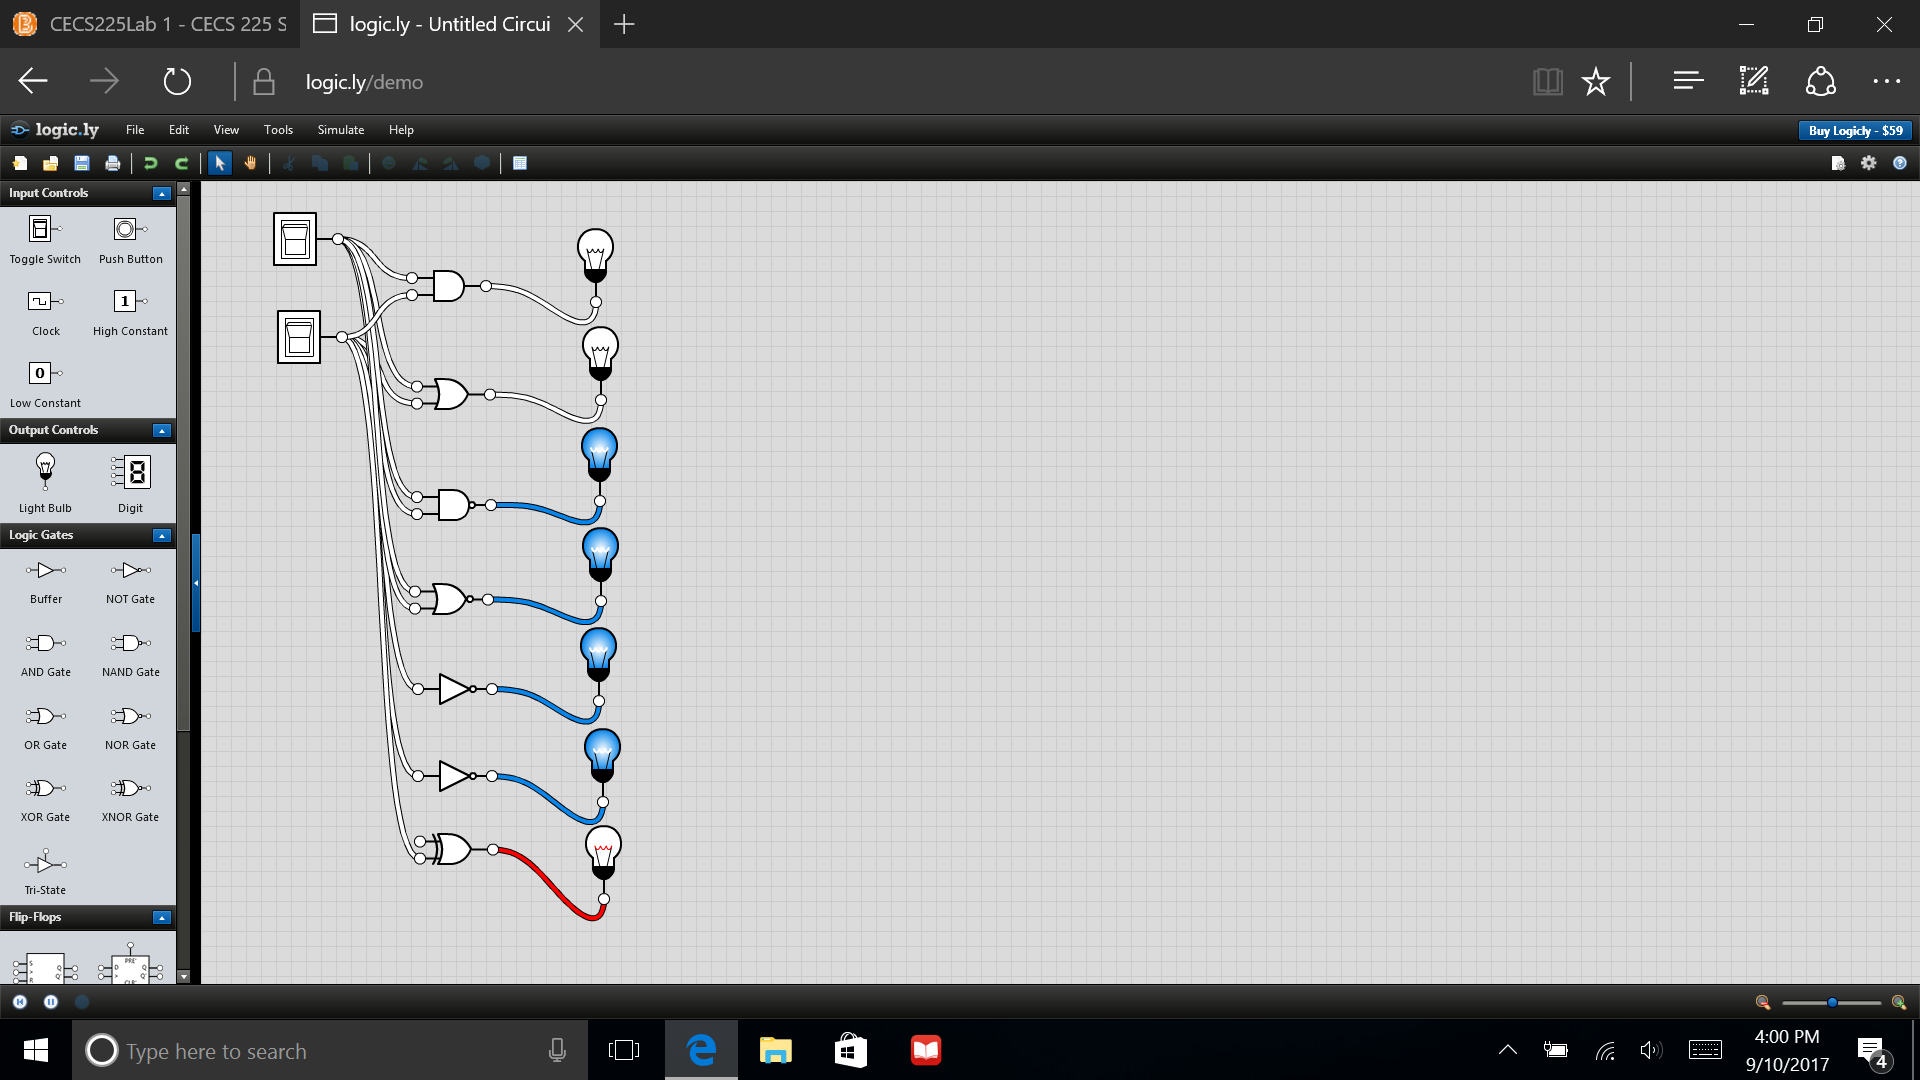 CECS225Lab 1 - CECS 225 S
logic.ly - Untitled Circui
logic.ly/demo
logic.ly
File
Edit
View
Tools
Simulate
Help
Buy Logicly - $59
Input Controls
Toggle Switch
Push Button
1
Clock
High Constant
0
Low Constant
Output Controls
8
Light Bulb
Digit
Logic Gates
Buffer
NOT Gate
AND Gate
NAND Gate
OR Gate
NOR Gate
XOR Gate
XNOR Gate
Tri-State
Flip-Flops
S
Q
R
Q'
PRE'
D
Q
Q'
CLR'
Type here to search
4:00 PM
9/10/2017
4